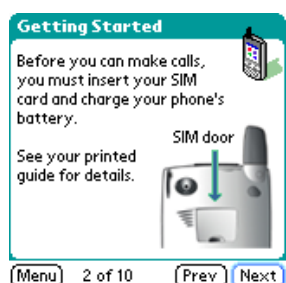 Getting Started
Before you can make calls,
you must insert your SIM
card and charge your phone's
battery.
SIM door
See your printed
guide for details.
Menu 2 of 10 Prev Next